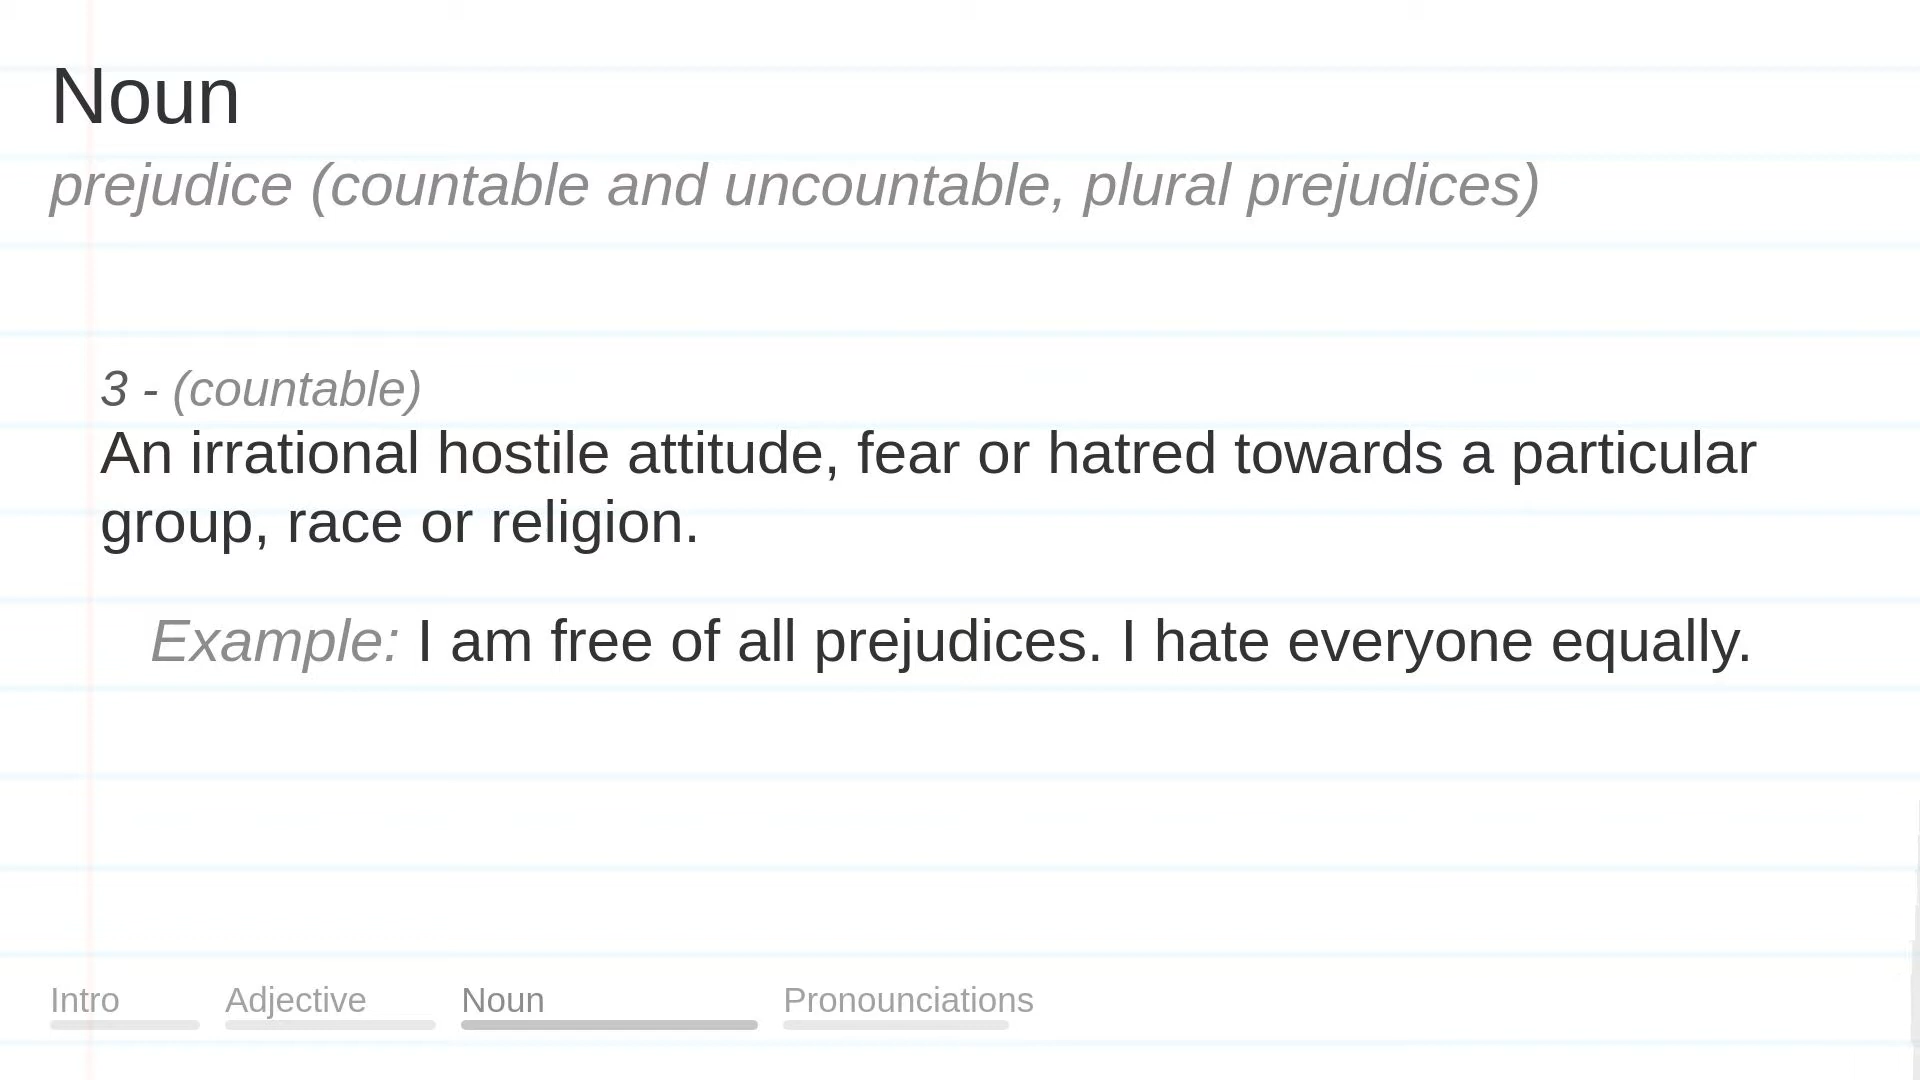 Noun
prejudice (countable and uncountable, plural prejudices)
3 - (countable)
An irrational hostile attitude, fear or hatred towards a particular
group, race or religion.
Example: I am free of all prejudices. I hate everyone equally.
Intro Adjective Noun Pronounciations